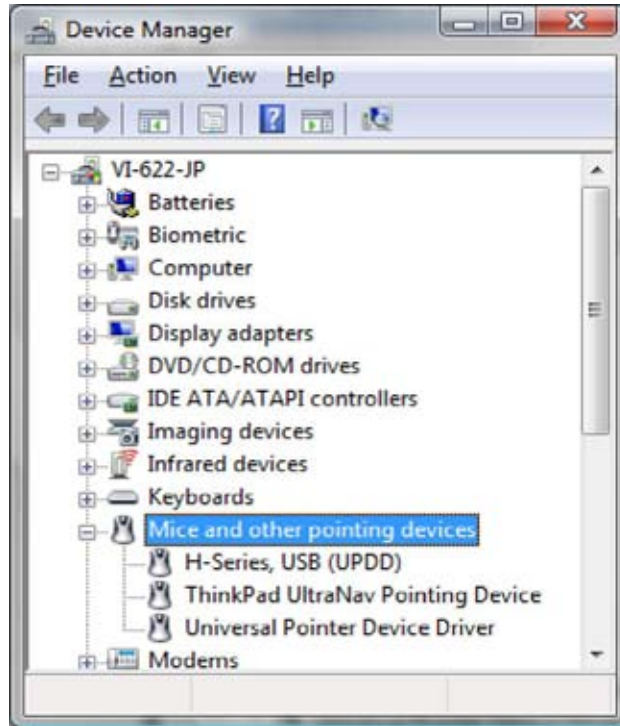 Device Manager
File Action View Help
VI-622-JP
Batteries
Biometric
Computer
Disk drives
Display adapters
DVD/CD-ROM drives
IDE ATA/ATAPI controllers
Imaging devices
Infrared devices
Keyboards
Mice and other pointing devices
H-Series, USB (UPDD)
ThinkPad UltraNav Pointing Device
Universal Pointer Device Driver
Modems